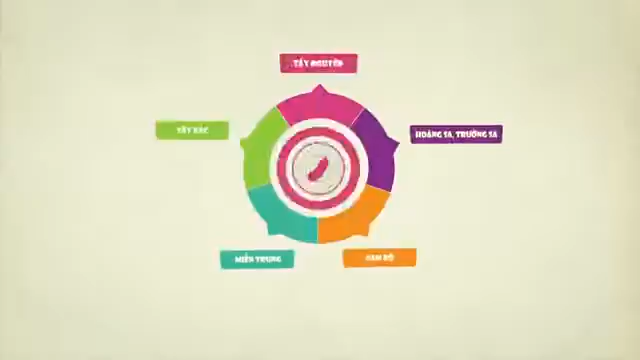 TÂY NGUYÊN
TÂY BẮC
HOÀNG SA, TRƯỜNG SA
MIỀN TRUNG
NAM BỘ